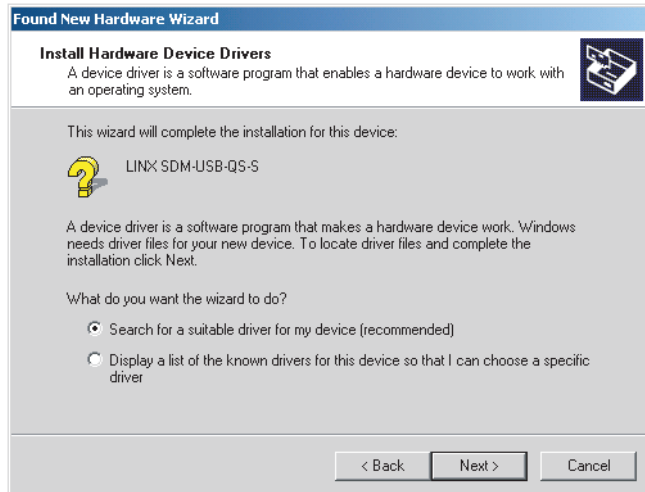 Found New Hardware Wizard
Install Hardware Device Drivers
A device driver is a software program that enables a hardware device to work with
an operating system.
This wizard will complete the installation for this device:
LINX SDM-USB-QS-S
A device driver is a software program that makes a hardware device work. Windows
needs driver files for your new device. To locate driver files and complete the
installation click Next.
What do you want the wizard to do?
Search for a suitable driver for my device (recommended)
Display a list of the known drivers for this device so that I can choose a specific
driver
< Back Next > Cancel